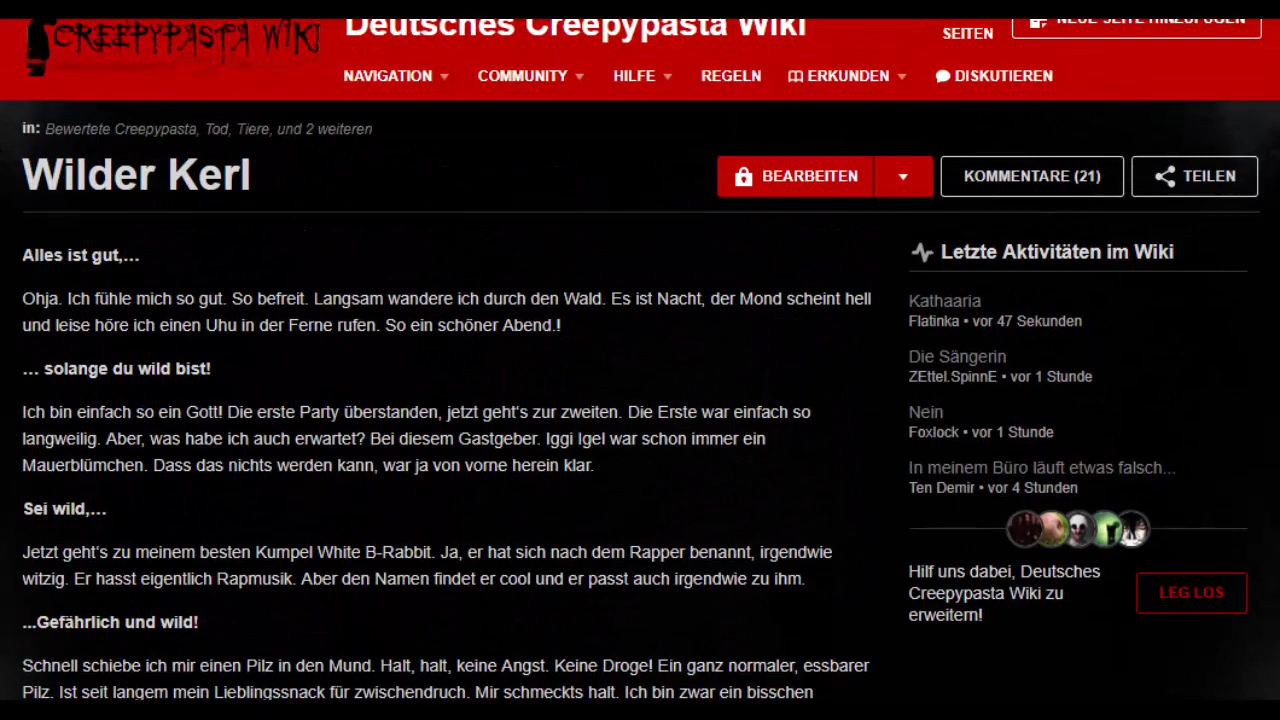 CREEPYPASTA WIKI
Deutsches Creepypasta Wiki
SEITEN
NEUE SEITE HINZUFÜGEN
NAVIGATION
COMMUNITY
HILFE
REGELN
ERKUNDEN
DISKUTIEREN
in: Bewertete Creepypasta, Tod, Tiere, und 2 weiteren
Wilder Kerl
BEARBEITEN
KOMMENTARE (21)
TEILEN
Alles ist gut,…
Ohja. Ich fühle mich so gut. So befreit. Langsam wandere ich durch den Wald. Es ist Nacht, der Mond scheint hell
und leise höre ich einen Uhu in der Ferne rufen. So ein schöner Abend.!
… solange du wild bist!
Ich bin einfach so ein Gott! Die erste Party überstanden, jetzt geht's zur zweiten. Die Erste war einfach so
langweilig. Aber, was habe ich auch erwartet? Bei diesem Gastgeber. Iggi Igel war schon immer ein
Mauerblümchen. Dass das nichts werden kann, war ja von vorne herein klar.
Sei wild,…
Jetzt geht's zu meinem besten Kumpel White B-Rabbit. Ja, er hat sich nach dem Rapper benannt, irgendwie
witzig. Er hasst eigentlich Rapmusik. Aber den Namen findet er cool und er passt auch irgendwie zu ihm.
...Gefährlich und wild!
Schnell schiebe ich mir einen Pilz in den Mund. Halt, halt, keine Angst. Keine Droge! Ein ganz normaler, essbarer
Pilz. Ist seit langem mein Lieblingssnack für zwischendruch. Mir schmeckts halt. Ich bin zwar ein bisschen
Letzte Aktivitäten im Wiki
Kathaaria
Flatinka • vor 47 Sekunden
Die Sängerin
ZEttel.SpinnE • vor 1 Stunde
Nein
Foxlock • vor 1 Stunde
In meinem Büro läuft etwas falsch...
Ten Demir • vor 4 Stunden
Hilf uns dabei, Deutsches
Creepypasta Wiki zu
erweitern!
LEG LOS